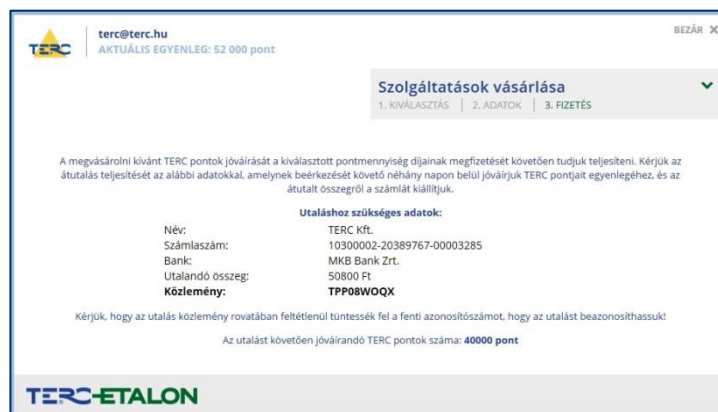 TERC
terc@terc.hu
AKTUÁLIS EGYENLEG: 52 000 pont
BEZÁR X
Szolgáltatások vásárlása
1. KIVÁLASZTÁS | 2. ADATOK | 3. FIZETÉS
A megvásárolni kívánt TERC pontok jóváírását a kiválasztott pontmennyiség díjainak megfizetését követően tudjuk teljesíteni. Kérjük az
átutalás teljesítését az alábbi adatokkal, amelynek beérkezését követő néhány napon belül jóváírjuk TERC pontjait egyenlegéhez, és az
átutalt összegről a számlát kiállítjuk.
Utaláshoz szükséges adatok:
Név: TERC Kft.
Számlaszám: 10300002-20389767-00003285
Bank: MKB Bank Zrt.
Utalandó összeg: 50800 Ft
Közlemény: TPP08WOQX
Kérjük, hogy az utalás közlemény rovatában feltétlenül tüntessék fel a fenti azonosítószámot, hogy az utalást beazonosíthassuk!
Az utalást követően jóváírandó TERC pontok száma: 40000 pont
TERC-ETALON